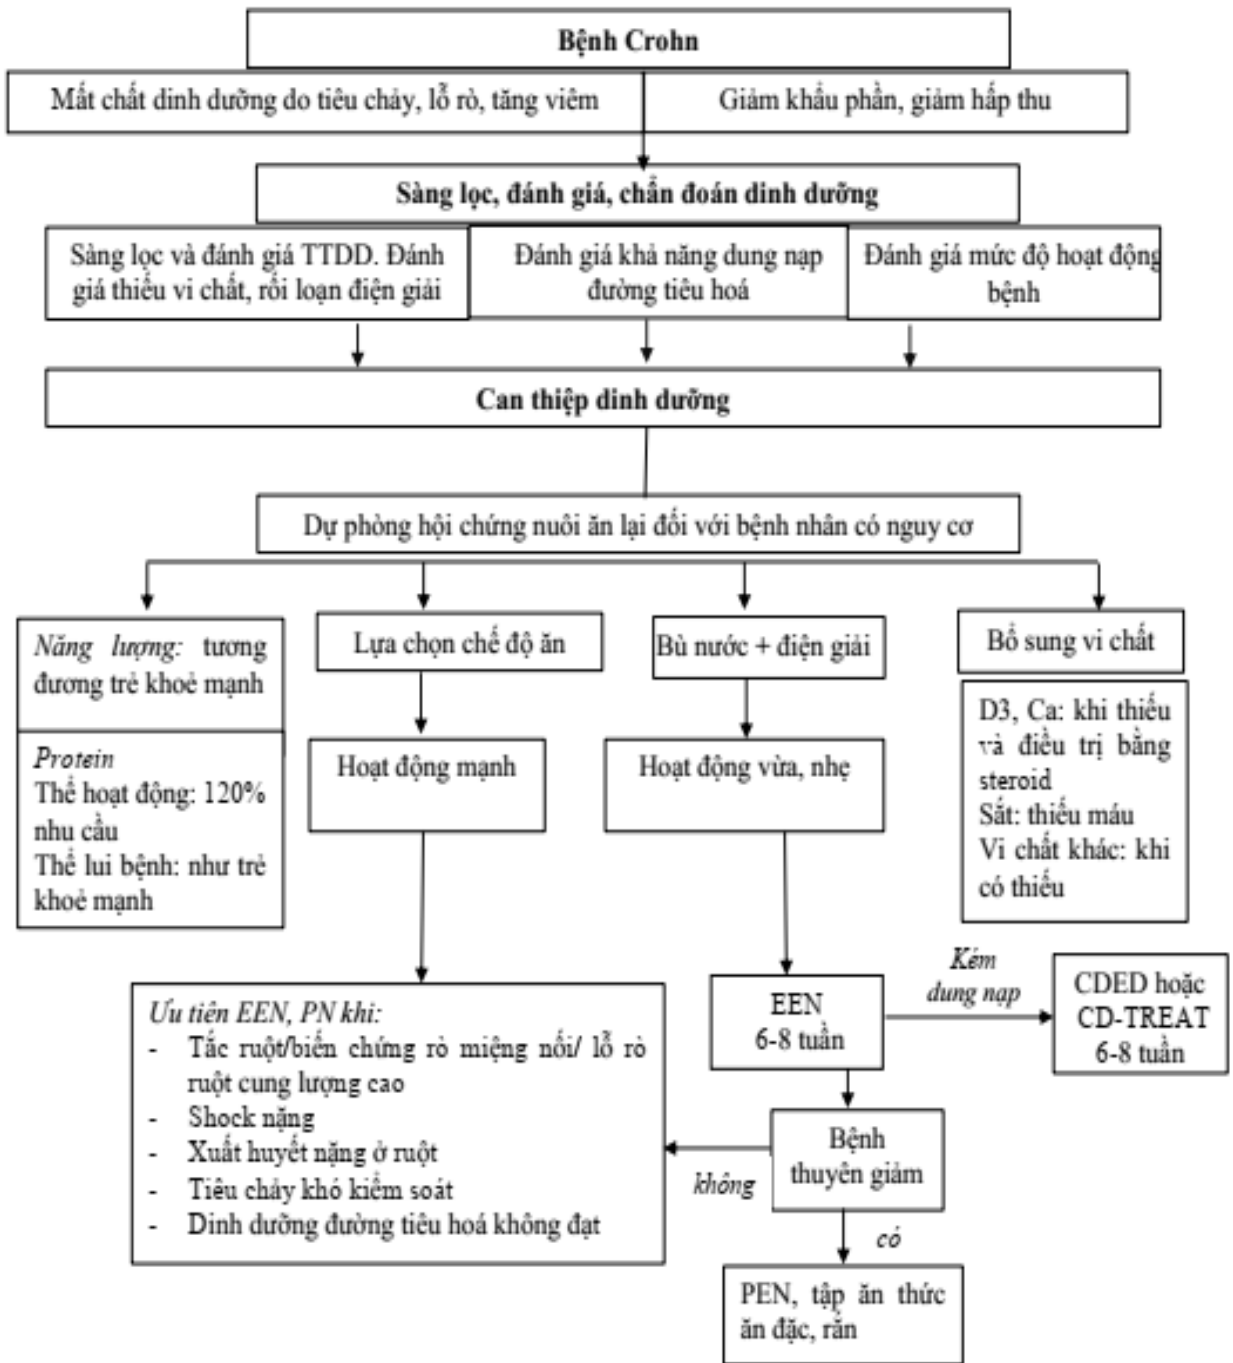 Bệnh Crohn
Mất chất dinh dưỡng do tiêu chảy, lỗ rò, tăng viêm
Giảm khẩu phần, giảm hấp thu
Sàng lọc, đánh giá, chẩn đoán dinh dưỡng
Sàng lọc và đánh giá TTDD. Đánh
giá thiếu vi chất, rối loạn điện giải
Đánh giá khả năng dung nạp
đường tiêu hoá
Đánh giá mức độ hoạt động
bệnh
Can thiệp dinh dưỡng
Dự phòng hội chứng nuôi ăn lại đối với bệnh nhân có nguy cơ
Năng lượng: tương
đương trẻ khoẻ mạnh
Protein
Thể hoạt động: 120%
nhu cầu
Thể lui bệnh: như trẻ
khoẻ mạnh
Lựa chọn chế độ ăn
Hoạt động mạnh
Bù nước + điện giải
Hoạt động vừa, nhẹ
Bổ sung vi chất
D3, Ca: khi thiếu
và điều trị bằng
steroid
Sắt: thiếu máu
Vi chất khác: khi
có thiếu
Ưu tiên EEN, PN khi:
- Tắc ruột/biến chứng rò miệng nối/ lỗ rò
ruột cung lượng cao
- Shock nặng
- Xuất huyết nặng ở ruột
- Tiêu chảy khó kiểm soát
- Dinh dưỡng đường tiêu hoá không đạt
EEN
6-8 tuần
Kém
dung nạp
CDED hoặc
CD-TREAT
6-8 tuần
Bệnh
thuyên giảm
không
có
PEN, tập ăn thức
ăn đặc, rắn